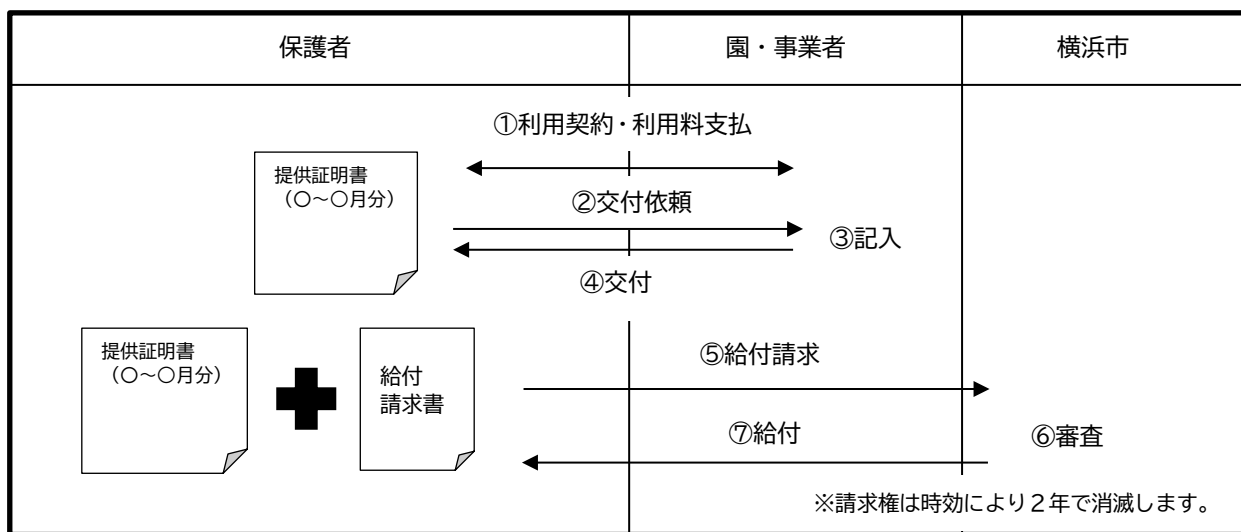 保護者
園・事業者
横浜市
①利用契約・利用料支払
提供証明書
（〇～〇月分）
②交付依頼
③記入
④交付
提供証明書
（〇～〇月分）
給付
請求書
⑤給付請求
⑦給付
⑥審査
※請求権は時効により２年で消滅します。